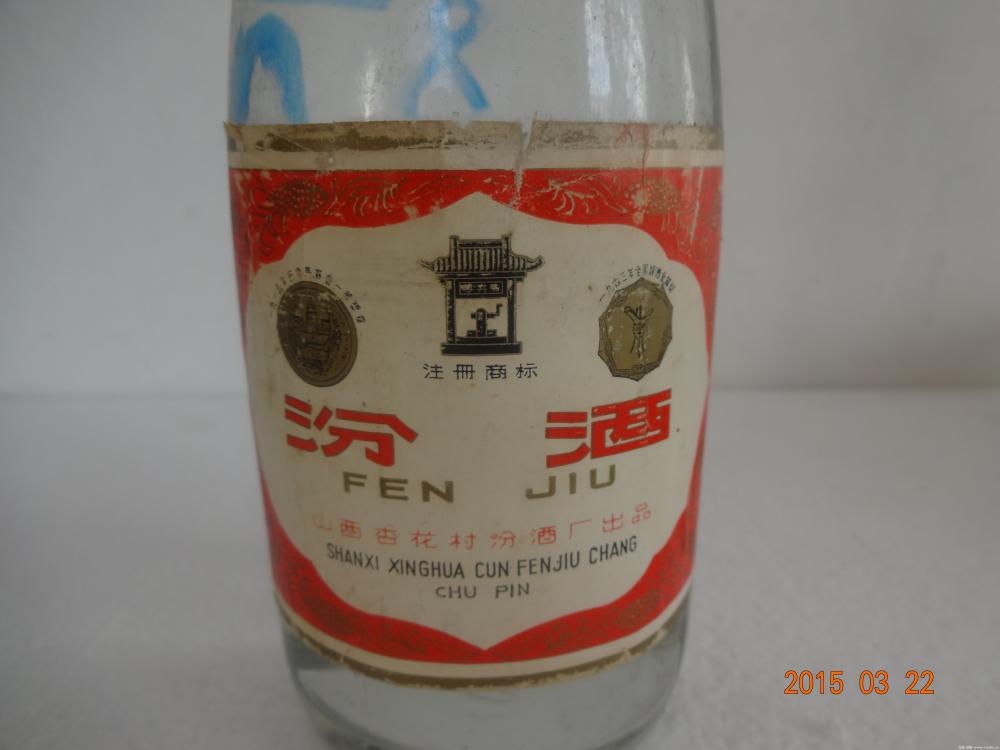 注冊商标
汾酒
FEN JIU
山西杏花村汾酒厂出品
SHANXI XINGHUA CUN FENJIU CHANG
CHU PIN
2015 03 22